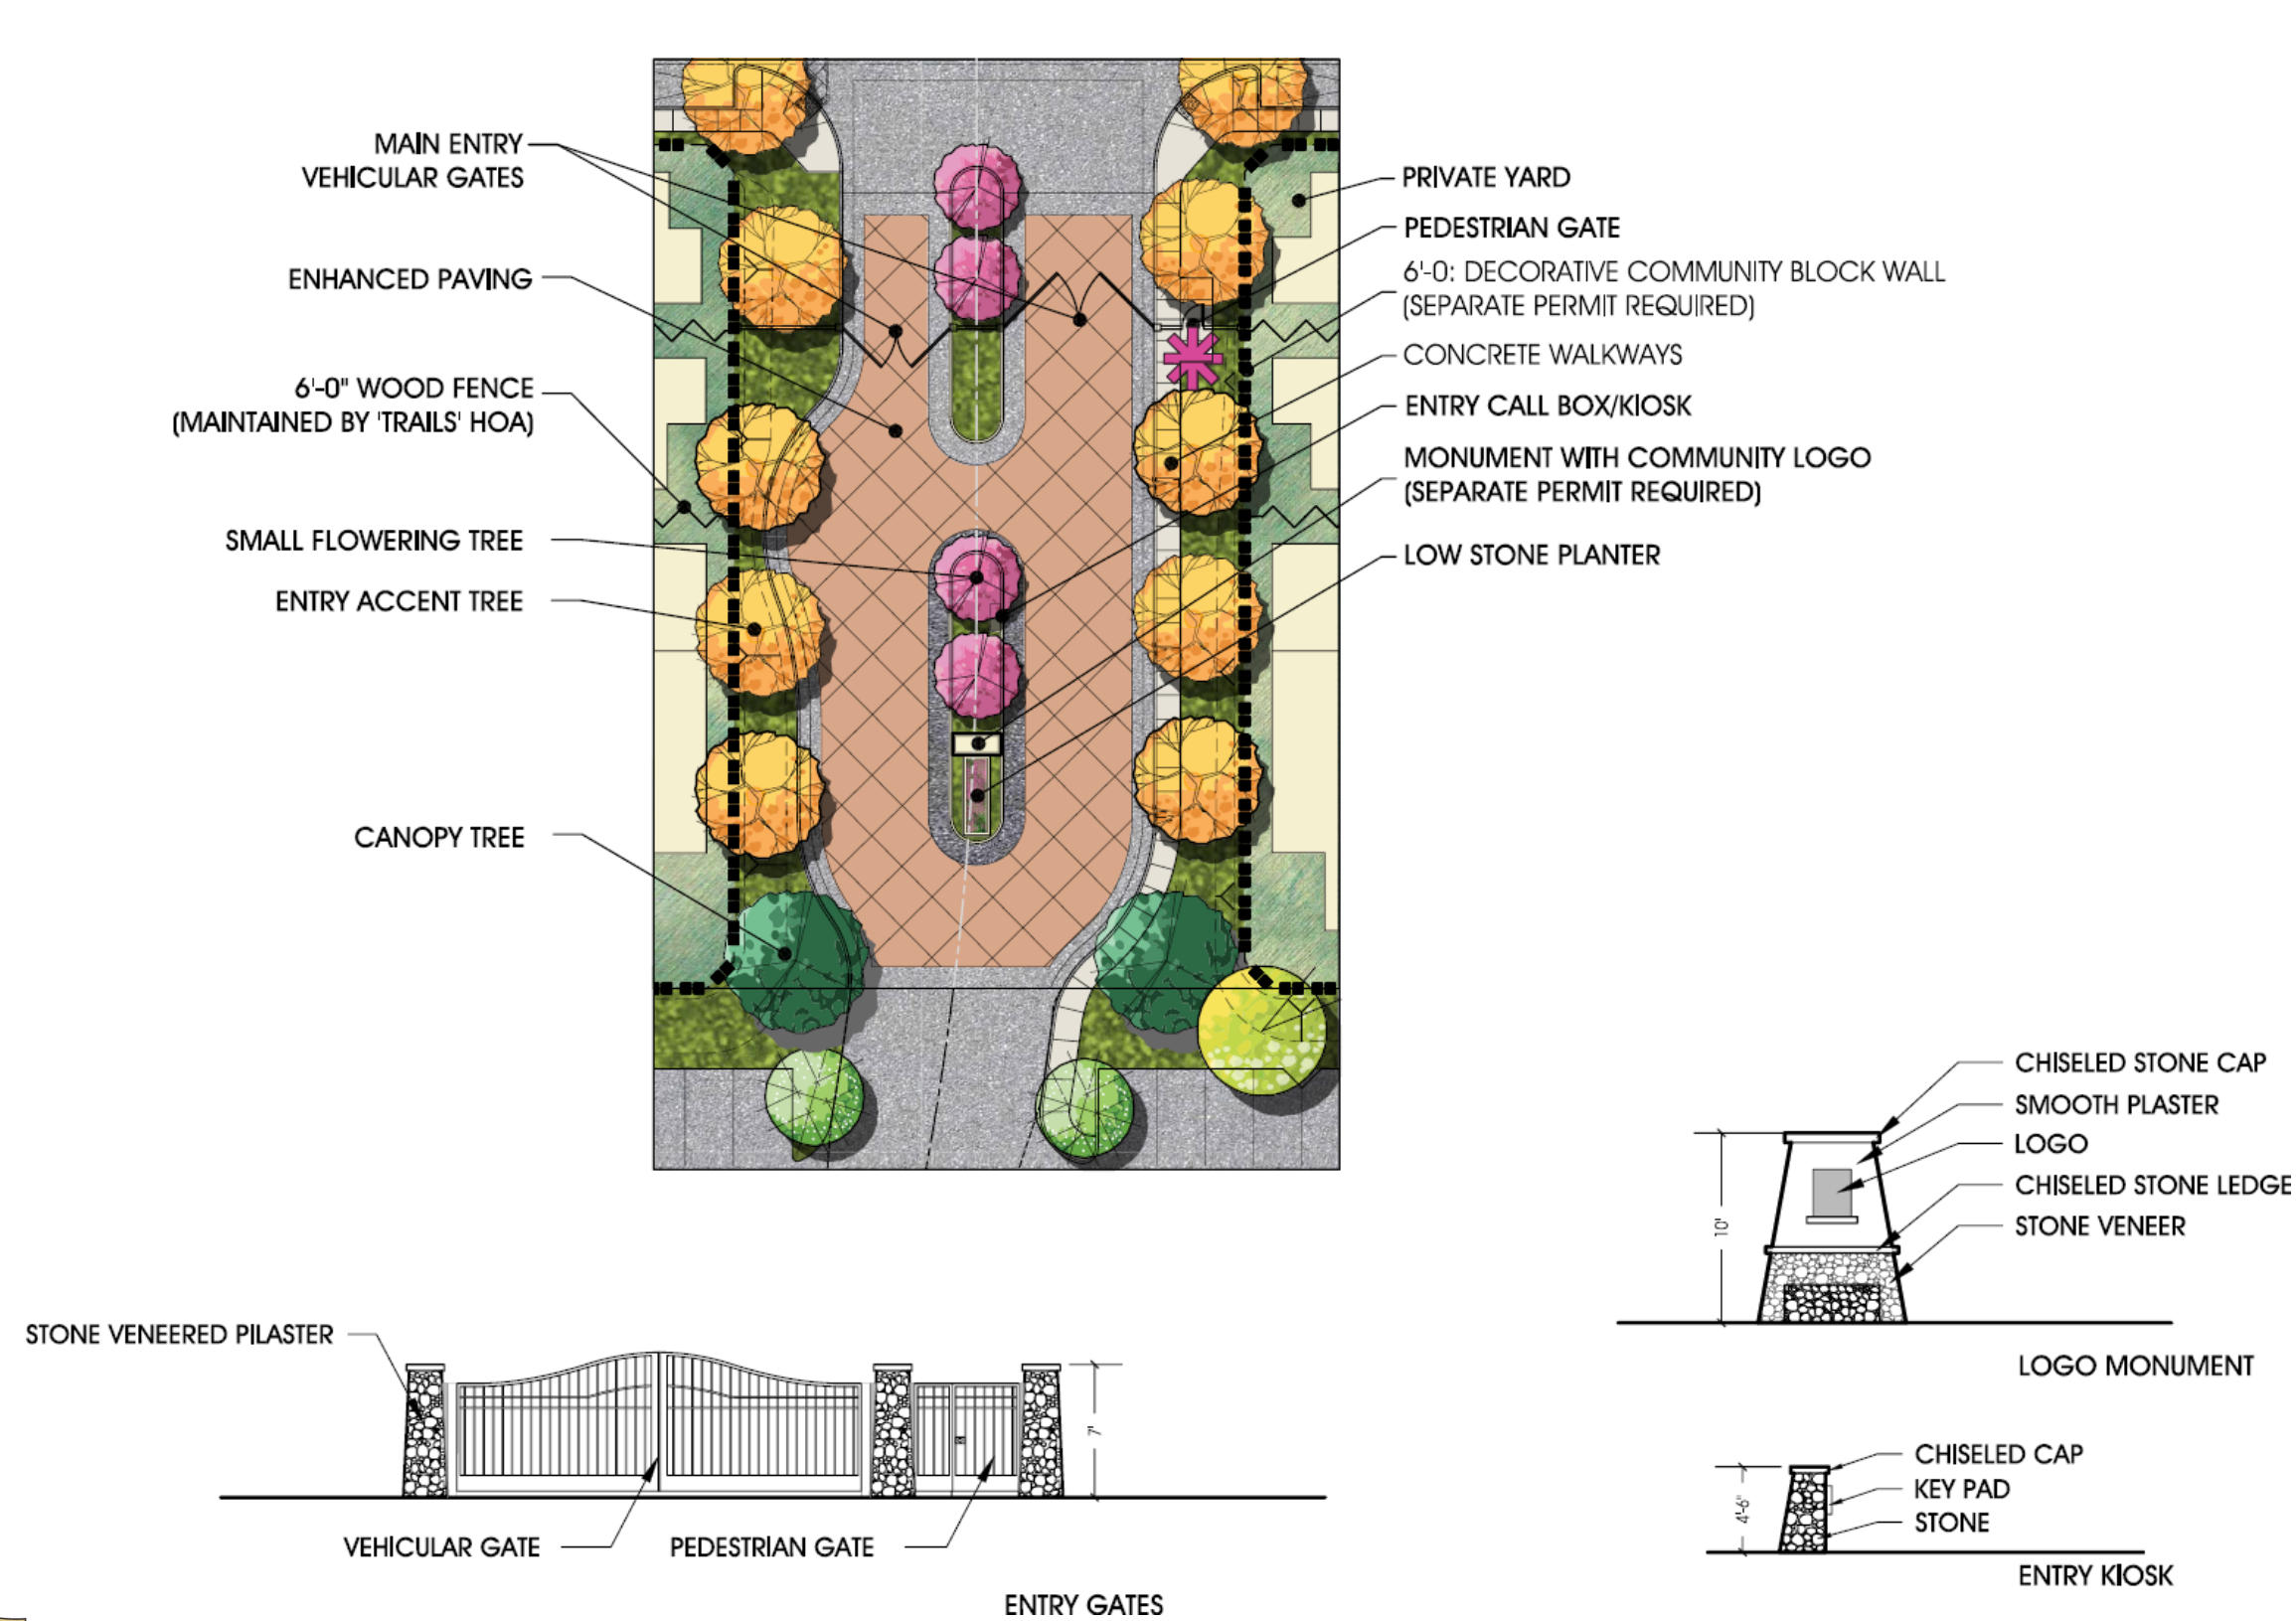 MAIN ENTRY
VEHICULAR GATES
ENHANCED PAVING
6'-0" WOOD FENCE
(MAINTAINED BY 'TRAILS' HOA)
SMALL FLOWERING TREE
ENTRY ACCENT TREE
CANOPY TREE
PRIVATE YARD
PEDESTRIAN GATE
6'-0: DECORATIVE COMMUNITY BLOCK WALL
(SEPARATE PERMIT REQUIRED)
CONCRETE WALKWAYS
ENTRY CALL BOX/KIOSK
MONUMENT WITH COMMUNITY LOGO
(SEPARATE PERMIT REQUIRED)
LOW STONE PLANTER
CHISELED STONE CAP
SMOOTH PLASTER
LOGO
CHISELED STONE LEDGE
STONE VENEER
10'
LOGO MONUMENT
STONE VENEERED PILASTER
7'
VEHICULAR GATE
PEDESTRIAN GATE
ENTRY GATES
CHISELED CAP
KEY PAD
STONE
4'-6"
ENTRY KIOSK